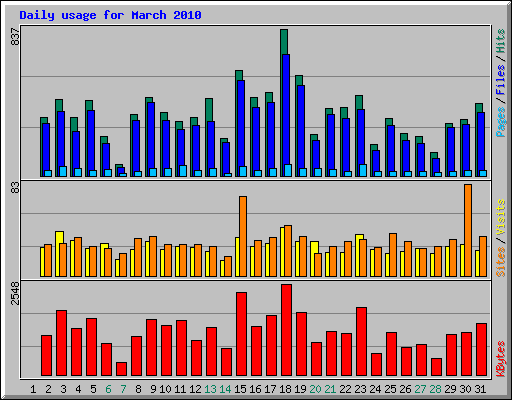 Daily usage for March 2010
837
Pages / Files / Hits
83
Sites / Visits
2548
KBytes
1 2 3 4 5 6 7 8 9 10 11 12 13 14 15 16 17 18 19 20 21 22 23 24 25 26 27 28 29 30 31